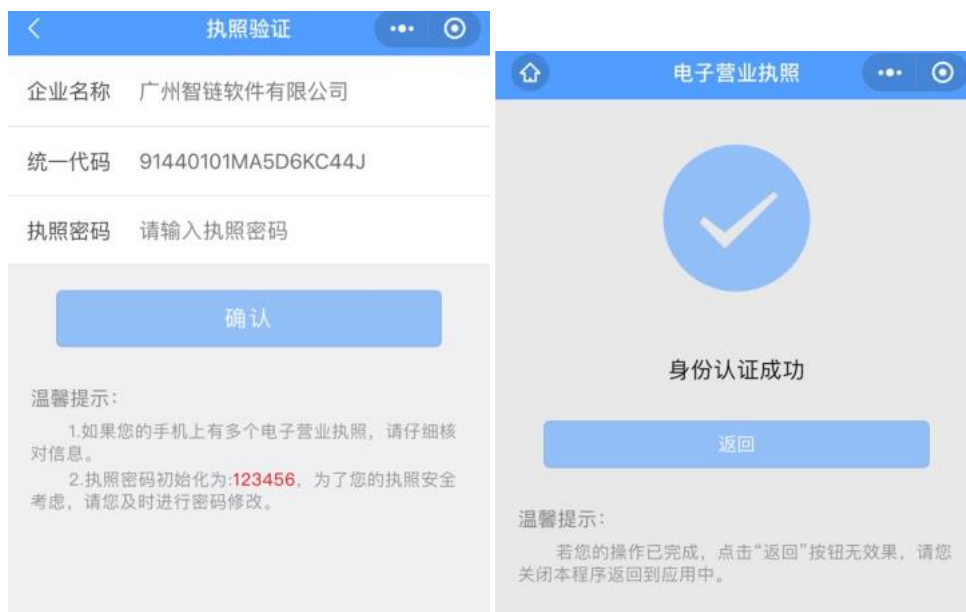 执照验证
企业名称 广州智链软件有限公司
统一代码 91440101MA5D6KC44J
执照密码 请输入执照密码
确认
温馨提示：
1.如果您的手机上有多个电子营业执照，请仔细核
对信息。
2.执照密码初始化为:123456，为了您的执照安全
考虑，请您及时进行密码修改。
电子营业执照
身份认证成功
返回
温馨提示：
若您的操作已完成，点击“返回”按钮无效果，请您
关闭本程序返回到应用中。